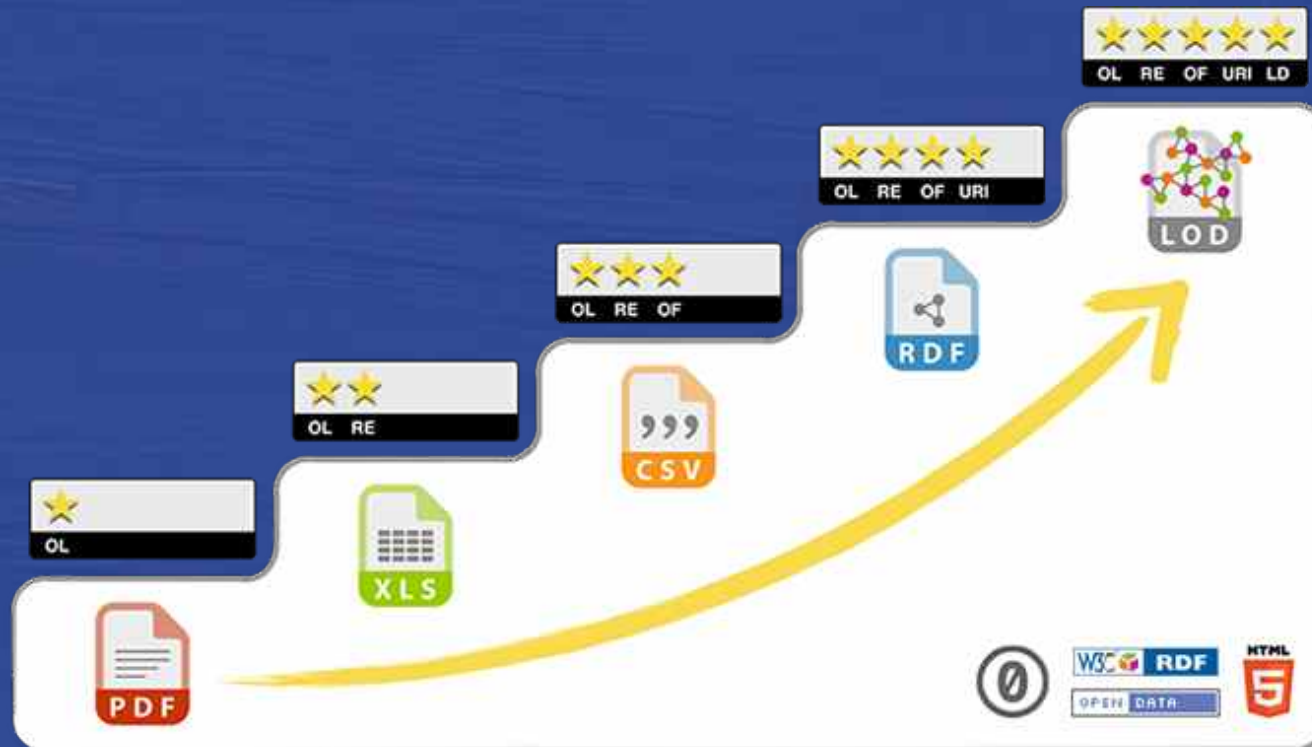 OL RE OF URI LD
LOD
OL RE OF URI
RDF
OL RE OF
CSV
OL RE
XLS
OL
PDF
0
W3C RDF
OPEN DATA
HTML
5